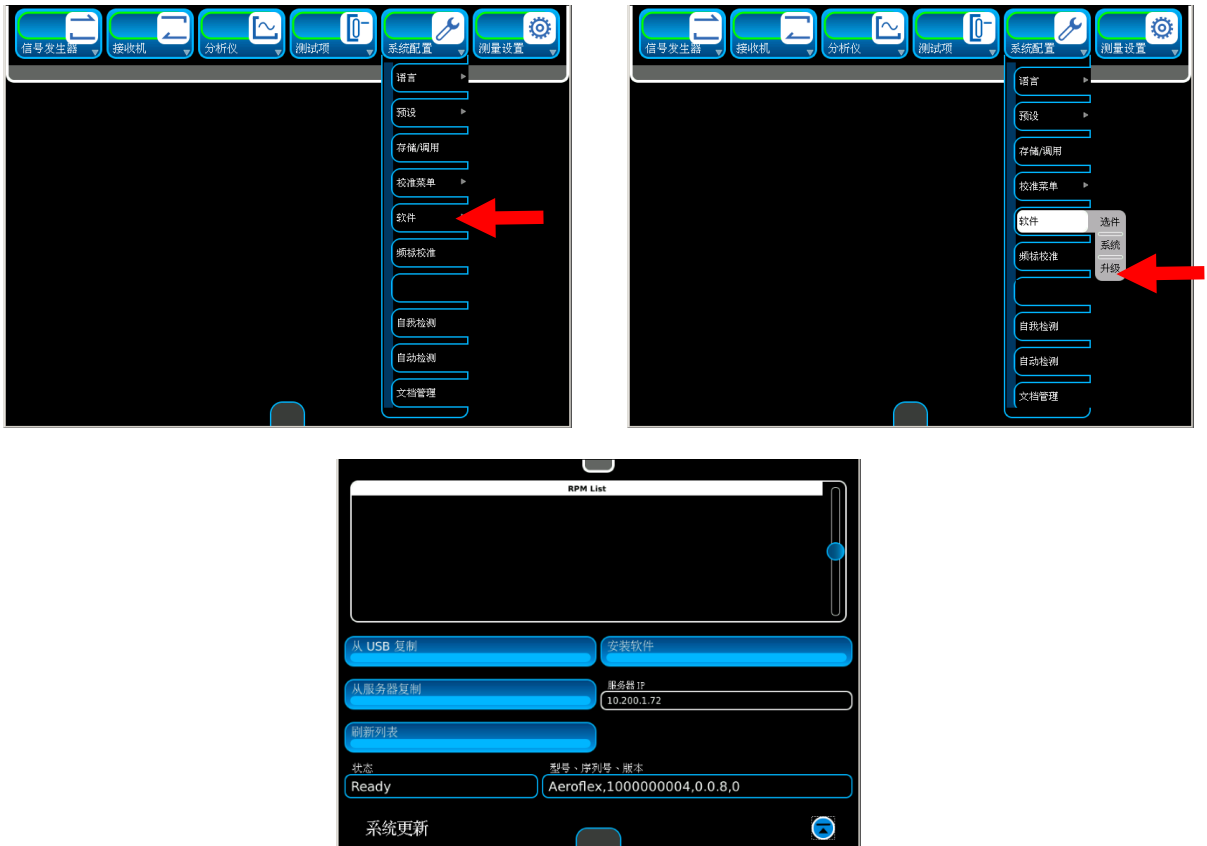 信号发生器 接收机 分析仪 测试项 系统配置 测量设置
语言
预设
存储/调用
校准菜单
软件
频标校准
自我检测
自动检测
文档管理
信号发生器 接收机 分析仪 测试项 系统配置 测量设置
语言
预设
存储/调用
校准菜单
软件 选件
系统
频标校准
升级
自我检测
自动检测
文档管理
RPM List
从 USB 复制 安装软件
从服务器复制 服务器 IP
10.200.1.72
刷新列表
状态 型号、序列号、版本
Ready Aeroflex,1000000004,0.0.8,0
系统更新